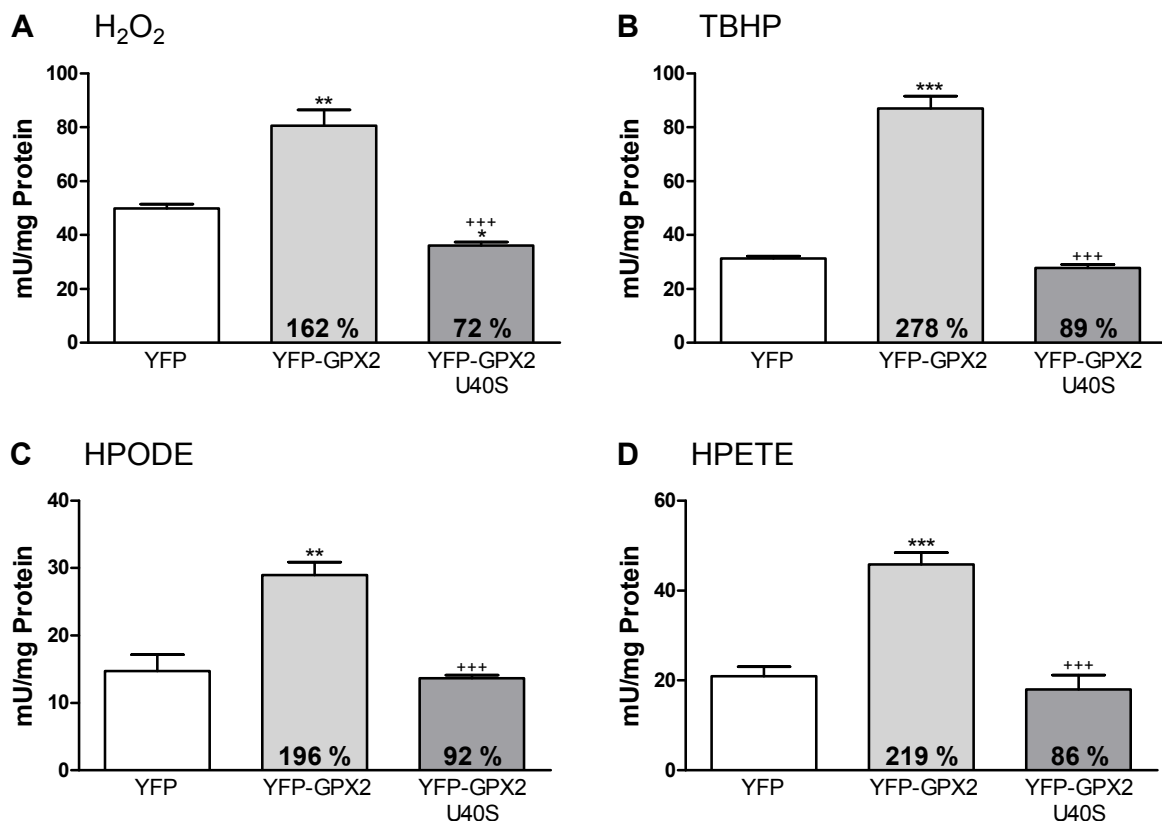 A H₂O₂
mU/mg Protein
100
80
60
40
20
0
**
+++
*
162 %
72 %
YFP
YFP-GPX2
YFP-GPX2
U40S
B TBHP
mU/mg Protein
100
80
60
40
20
0
***
+++
278 %
89 %
YFP
YFP-GPX2
YFP-GPX2
U40S
C HPODE
mU/mg Protein
40
30
20
10
0
**
+++
196 %
92 %
YFP
YFP-GPX2
YFP-GPX2
U40S
D HPETE
mU/mg Protein
60
40
20
0
***
+++
219 %
86 %
YFP
YFP-GPX2
YFP-GPX2
U40S